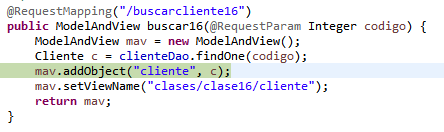 @RequestMapping("/buscarcliente16")
public ModelAndView buscar16(@RequestParam Integer codigo) {
ModelAndView mav = new ModelAndView();
Cliente c = clienteDao.findOne(codigo);
mav.addObject("cliente", c);
mav.setViewName("clases/clase16/cliente");
return mav;
}